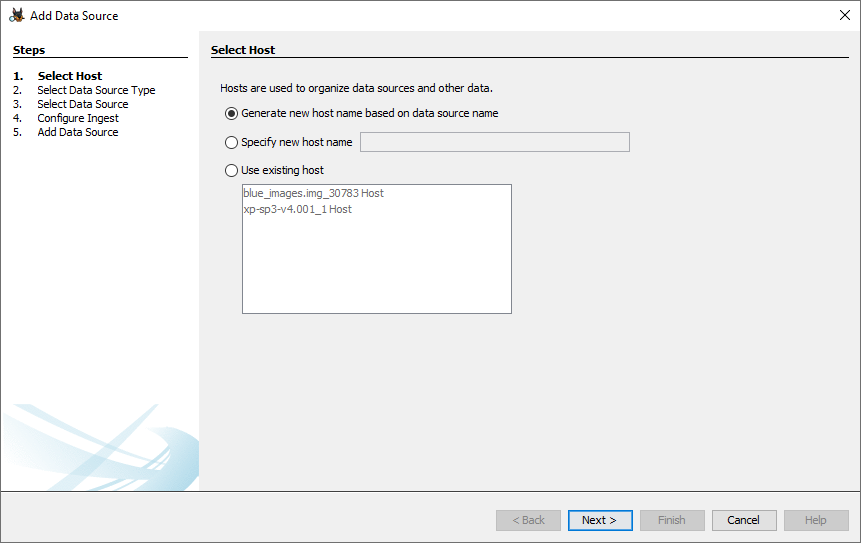 Add Data Source
Steps
1. Select Host
2. Select Data Source Type
3. Select Data Source
4. Configure Ingest
5. Add Data Source
Select Host
Hosts are used to organize data sources and other data.
Generate new host name based on data source name
Specify new host name
Use existing host
blue_images.img_30783 Host
xp-sp3-v4.001_1 Host
< Back Next > Finish Cancel Help